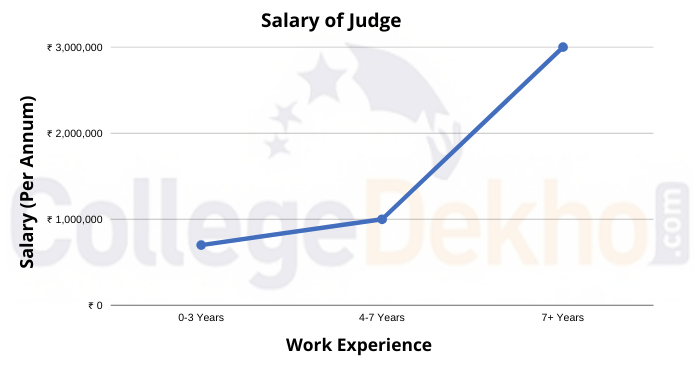 Salary of Judge
Salary (Per Annum)
₹ 3,000,000
₹ 2,000,000
₹ 1,000,000
₹ 0
0-3 Years
4-7 Years
7+ Years
Work Experience
CollegeDekho
.com